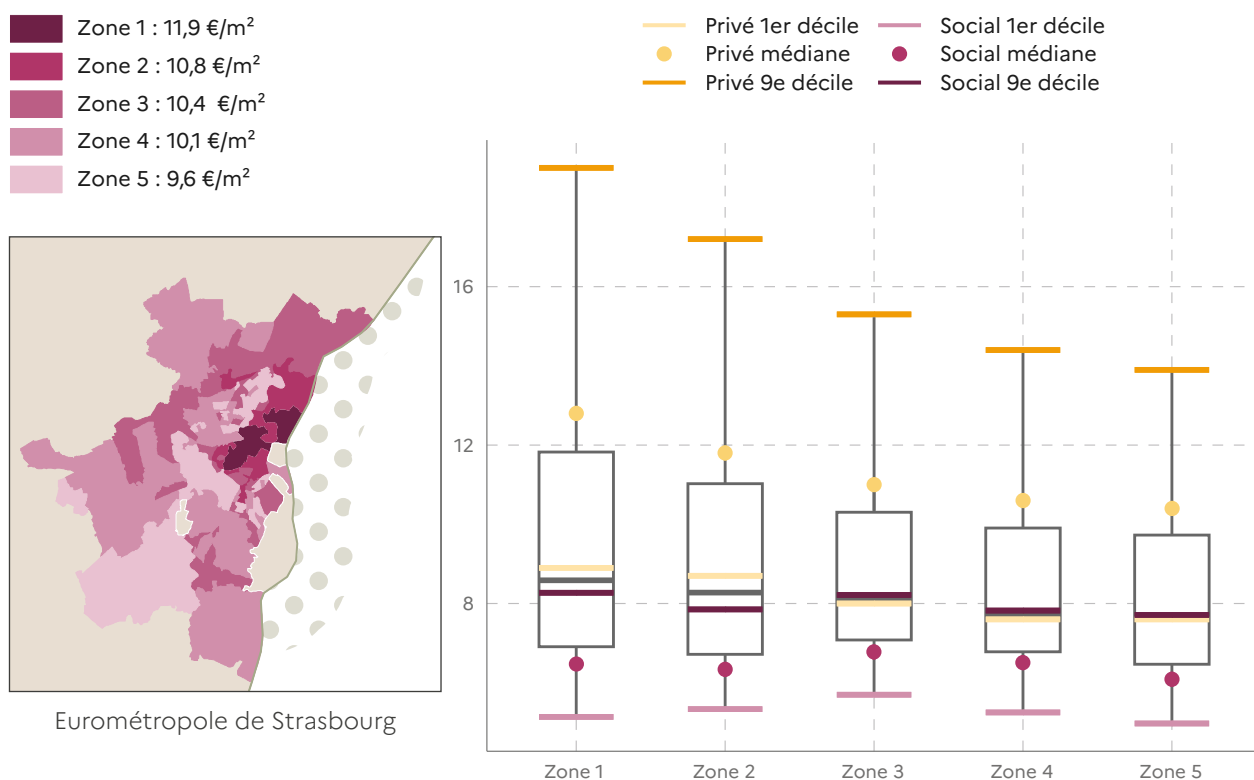 Zone 1 : 11,9 €/m²
Zone 2 : 10,8 €/m²
Zone 3 : 10,4 €/m²
Zone 4 : 10,1 €/m²
Zone 5 : 9,6 €/m²
Eurométropole de Strasbourg
Privé 1er décile
Privé médiane
Privé 9e décile
Social 1er décile
Social médiane
Social 9e décile
16
12
8
Zone 1 Zone 2 Zone 3 Zone 4 Zone 5